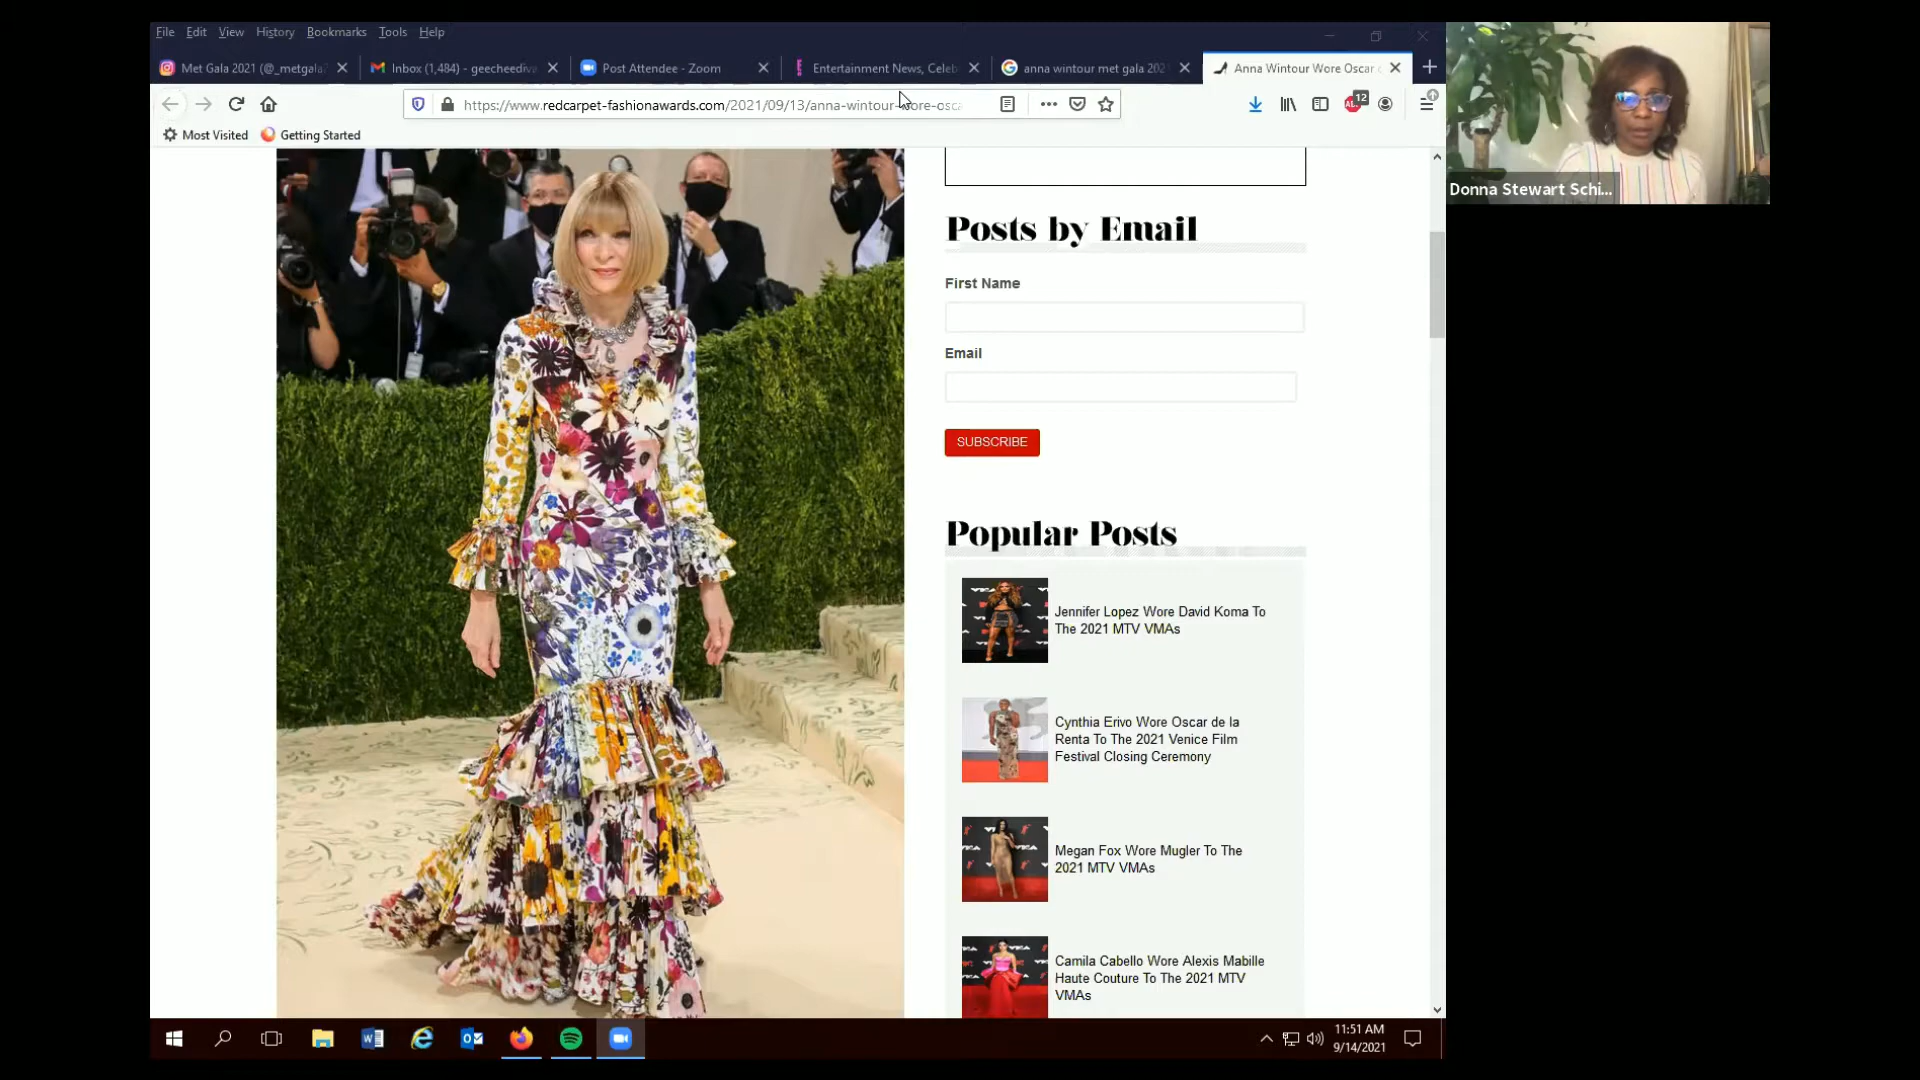 File Edit View History Bookmarks Tools Help
Met Gala 2021 (@_metgala
Inbox (1,484) - geecheediva
Post Attendee - Zoom
Entertainment News, Celeb
anna wintour met gala 202
Anna Wintour Wore Oscar
https://www.redcarpet-fashionawards.com/2021/09/13/anna-wintour-wore-osca
12
Most Visited
Getting Started
Donna Stewart Schi...
Posts by Email
First Name
Email
SUBSCRIBE
Popular Posts
Jennifer Lopez Wore David Koma To
The 2021 MTV VMAs
Cynthia Erivo Wore Oscar de la
Renta To The 2021 Venice Film
Festival Closing Ceremony
Megan Fox Wore Mugler To The
2021 MTV VMAs
Camila Cabello Wore Alexis Mabille
Haute Couture To The 2021 MTV
VMAs
11:51 AM
9/14/2021